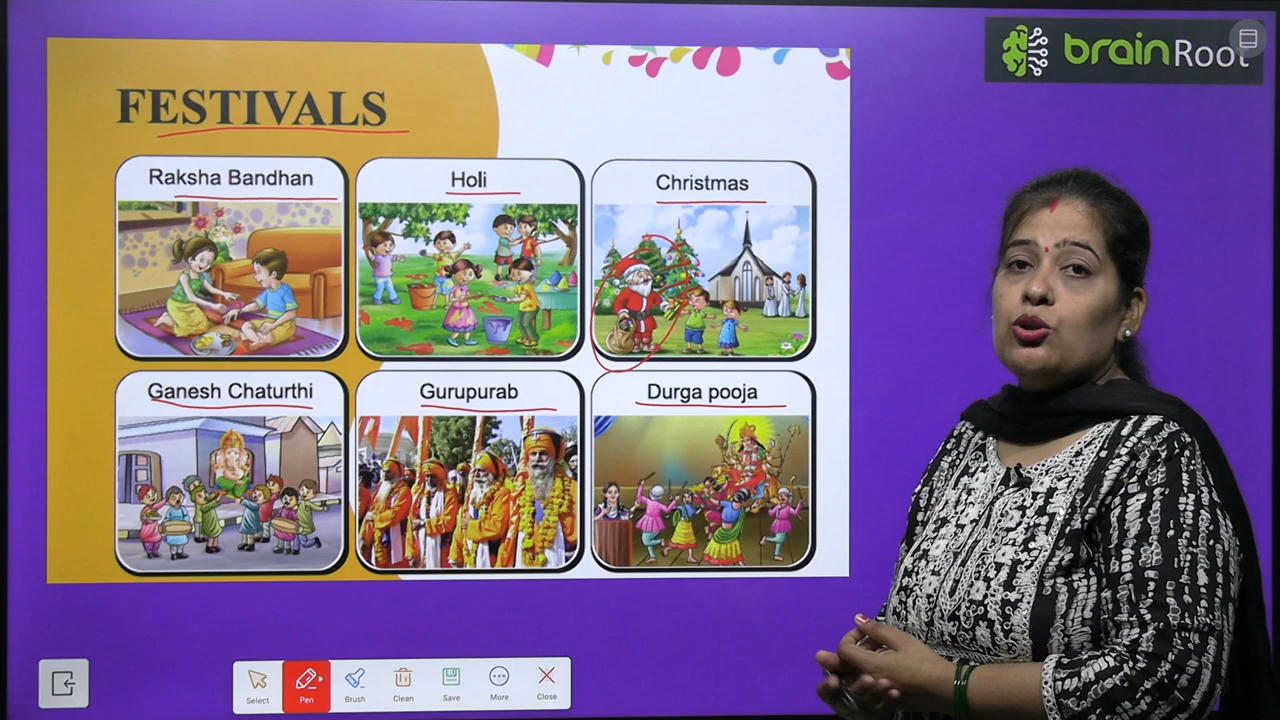 brainRoot
FESTIVALS
Raksha Bandhan
Holi
Christmas
Ganesh Chaturthi
Gurupurab
Durga pooja
Select
Pen
Brush
Clean
Save
More
Close